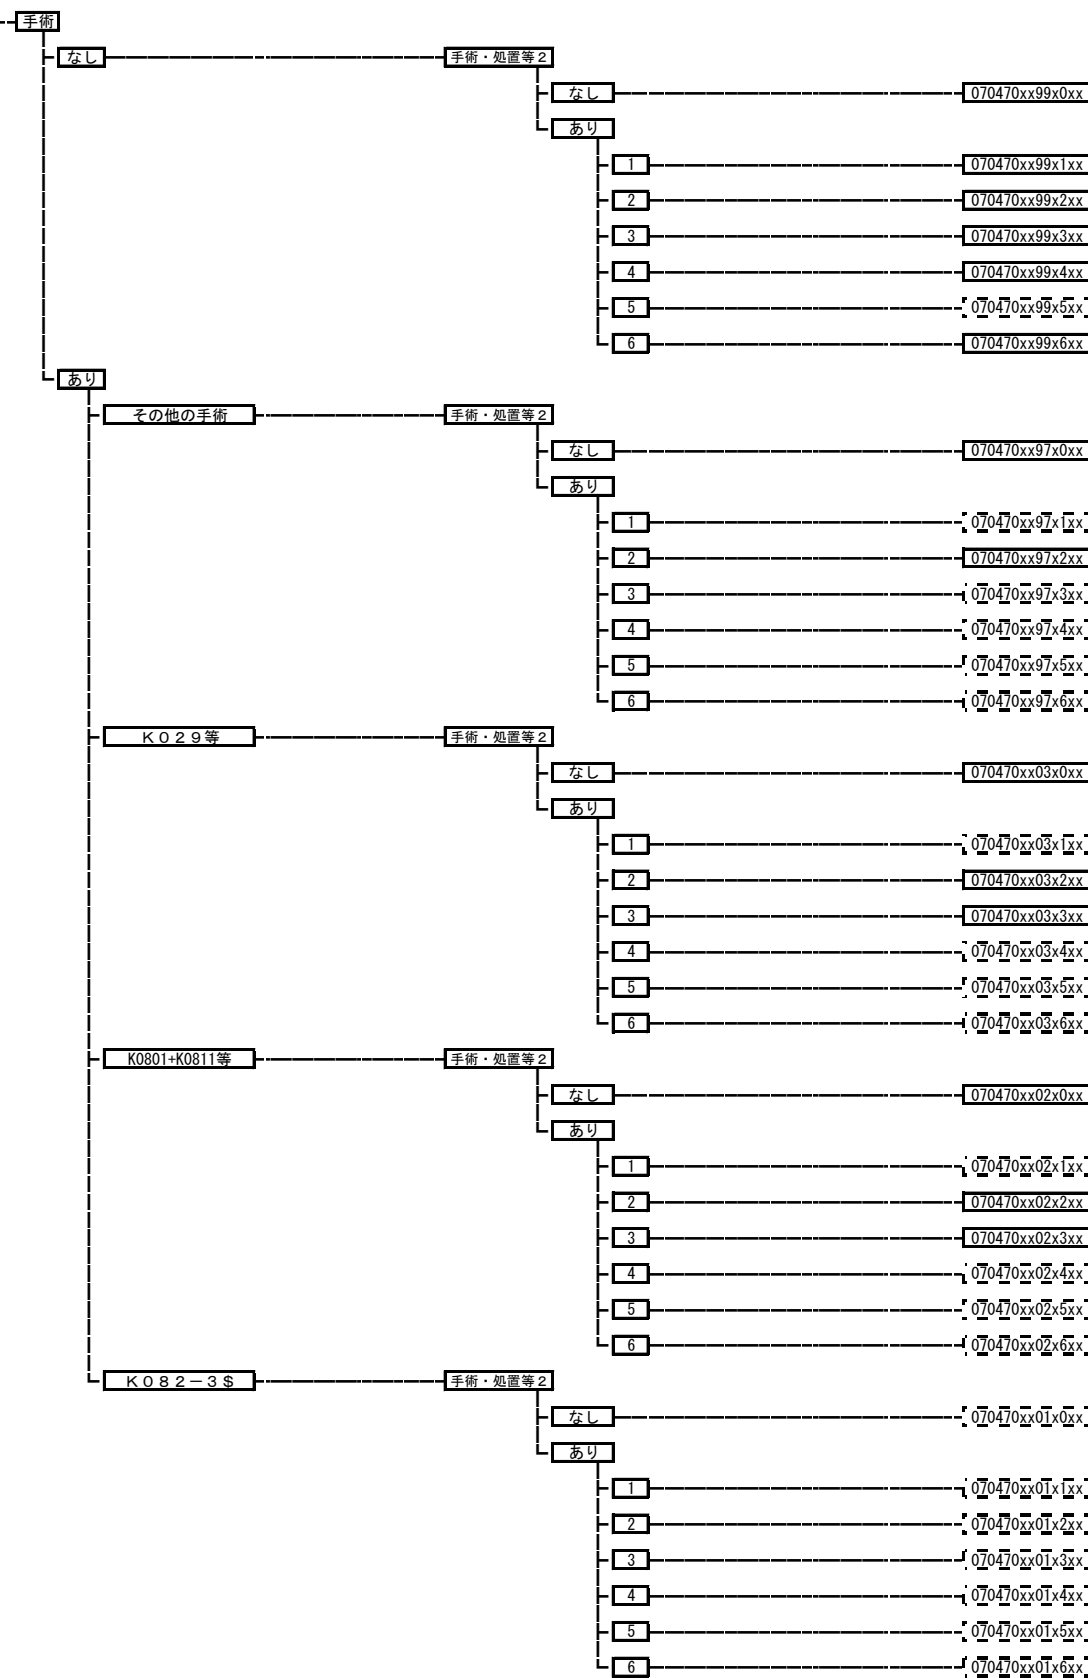 手術
なし 手術・処置等2
なし 070470xx99x0xx
あり
1 070470xx99x1xx
2 070470xx99x2xx
3 070470xx99x3xx
4 070470xx99x4xx
5 070470xx99x5xx
6 070470xx99x6xx
あり
その他の手術 手術・処置等2
なし 070470xx97x0xx
あり
1 070470xx97x1xx
2 070470xx97x2xx
3 070470xx97x3xx
4 070470xx97x4xx
5 070470xx97x5xx
6 070470xx97x6xx
K029等 手術・処置等2
なし 070470xx03x0xx
あり
1 070470xx03x1xx
2 070470xx03x2xx
3 070470xx03x3xx
4 070470xx03x4xx
5 070470xx03x5xx
6 070470xx03x6xx
K0801+K0811等 手術・処置等2
なし 070470xx02x0xx
あり
1 070470xx02x1xx
2 070470xx02x2xx
3 070470xx02x3xx
4 070470xx02x4xx
5 070470xx02x5xx
6 070470xx02x6xx
K082-3$ 手術・処置等2
なし 070470xx01x0xx
あり
1 070470xx01x1xx
2 070470xx01x2xx
3 070470xx01x3xx
4 070470xx01x4xx
5 070470xx01x5xx
6 070470xx01x6xx